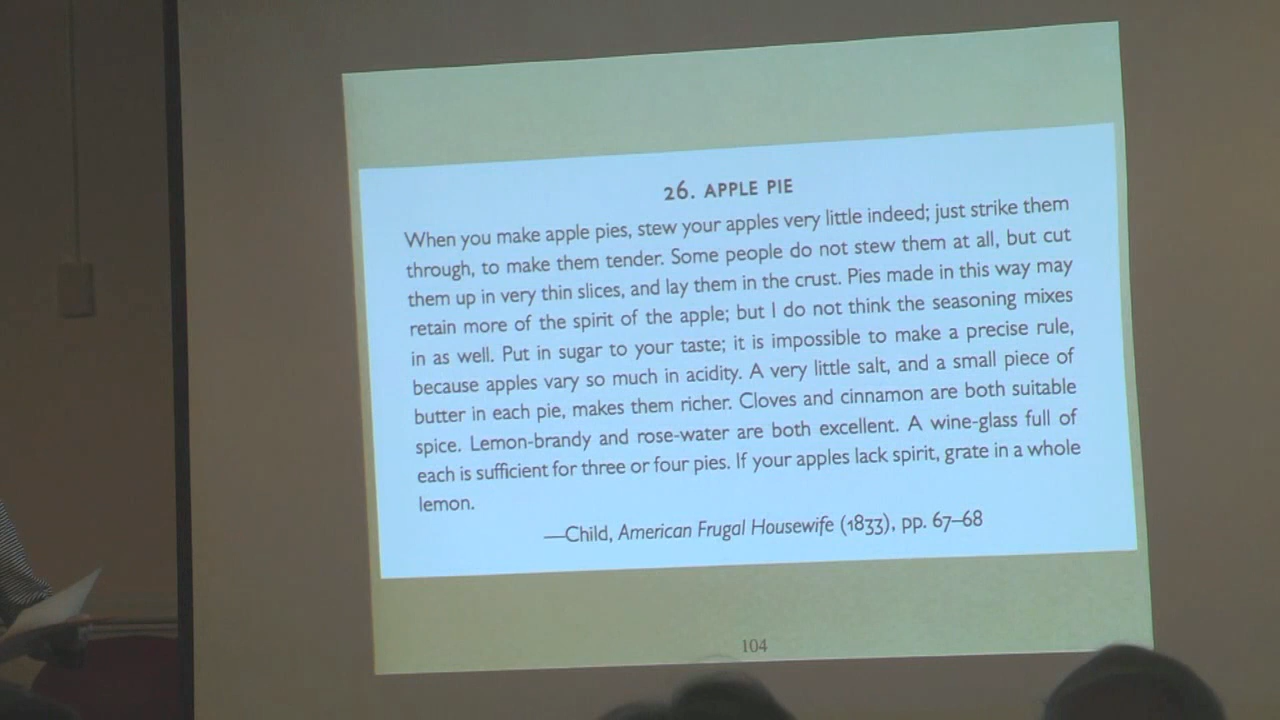 26. APPLE PIE
When you make apple pies, stew your apples very little indeed; just strike them
through, to make them tender. Some people do not stew them at all, but cut
them up in very thin slices, and lay them in the crust. Pies made in this way may
retain more of the spirit of the apple; but I do not think the seasoning mixes
in as well. Put in sugar to your taste; it is impossible to make a precise rule,
because apples vary so much in acidity. A very little salt, and a small piece of
butter in each pie, makes them richer. Cloves and cinnamon are both suitable
spice. Lemon-brandy and rose-water are both excellent. A wine-glass full of
each is sufficient for three or four pies. If your apples lack spirit, grate in a whole
lemon.
—Child, American Frugal Housewife (1833), pp. 67–68
104